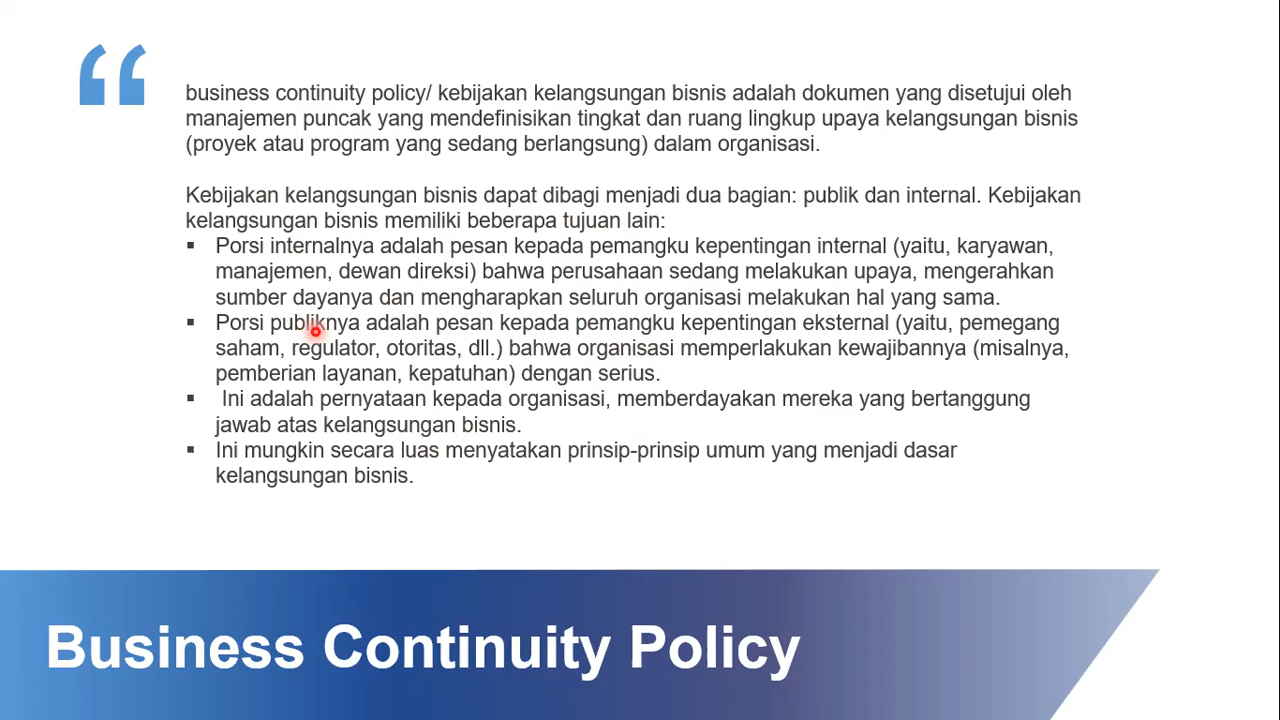 business continuity policy/ kebijakan kelangsungan bisnis adalah dokumen yang disetujui oleh
manajemen puncak yang mendefinisikan tingkat dan ruang lingkup upaya kelangsungan bisnis
(proyek atau program yang sedang berlangsung) dalam organisasi.
Kebijakan kelangsungan bisnis dapat dibagi menjadi dua bagian: publik dan internal. Kebijakan
kelangsungan bisnis memiliki beberapa tujuan lain:
▪ Porsi internalnya adalah pesan kepada pemangku kepentingan internal (yaitu, karyawan,
manajemen, dewan direksi) bahwa perusahaan sedang melakukan upaya, mengerahkan
sumber dayanya dan mengharapkan seluruh organisasi melakukan hal yang sama.
▪ Porsi publiknya adalah pesan kepada pemangku kepentingan eksternal (yaitu, pemegang
saham, regulator, otoritas, dll.) bahwa organisasi memperlakukan kewajibannya (misalnya,
pemberian layanan, kepatuhan) dengan serius.
▪ Ini adalah pernyataan kepada organisasi, memberdayakan mereka yang bertanggung
jawab atas kelangsungan bisnis.
▪ Ini mungkin secara luas menyatakan prinsip-prinsip umum yang menjadi dasar
kelangsungan bisnis.
Business Continuity Policy